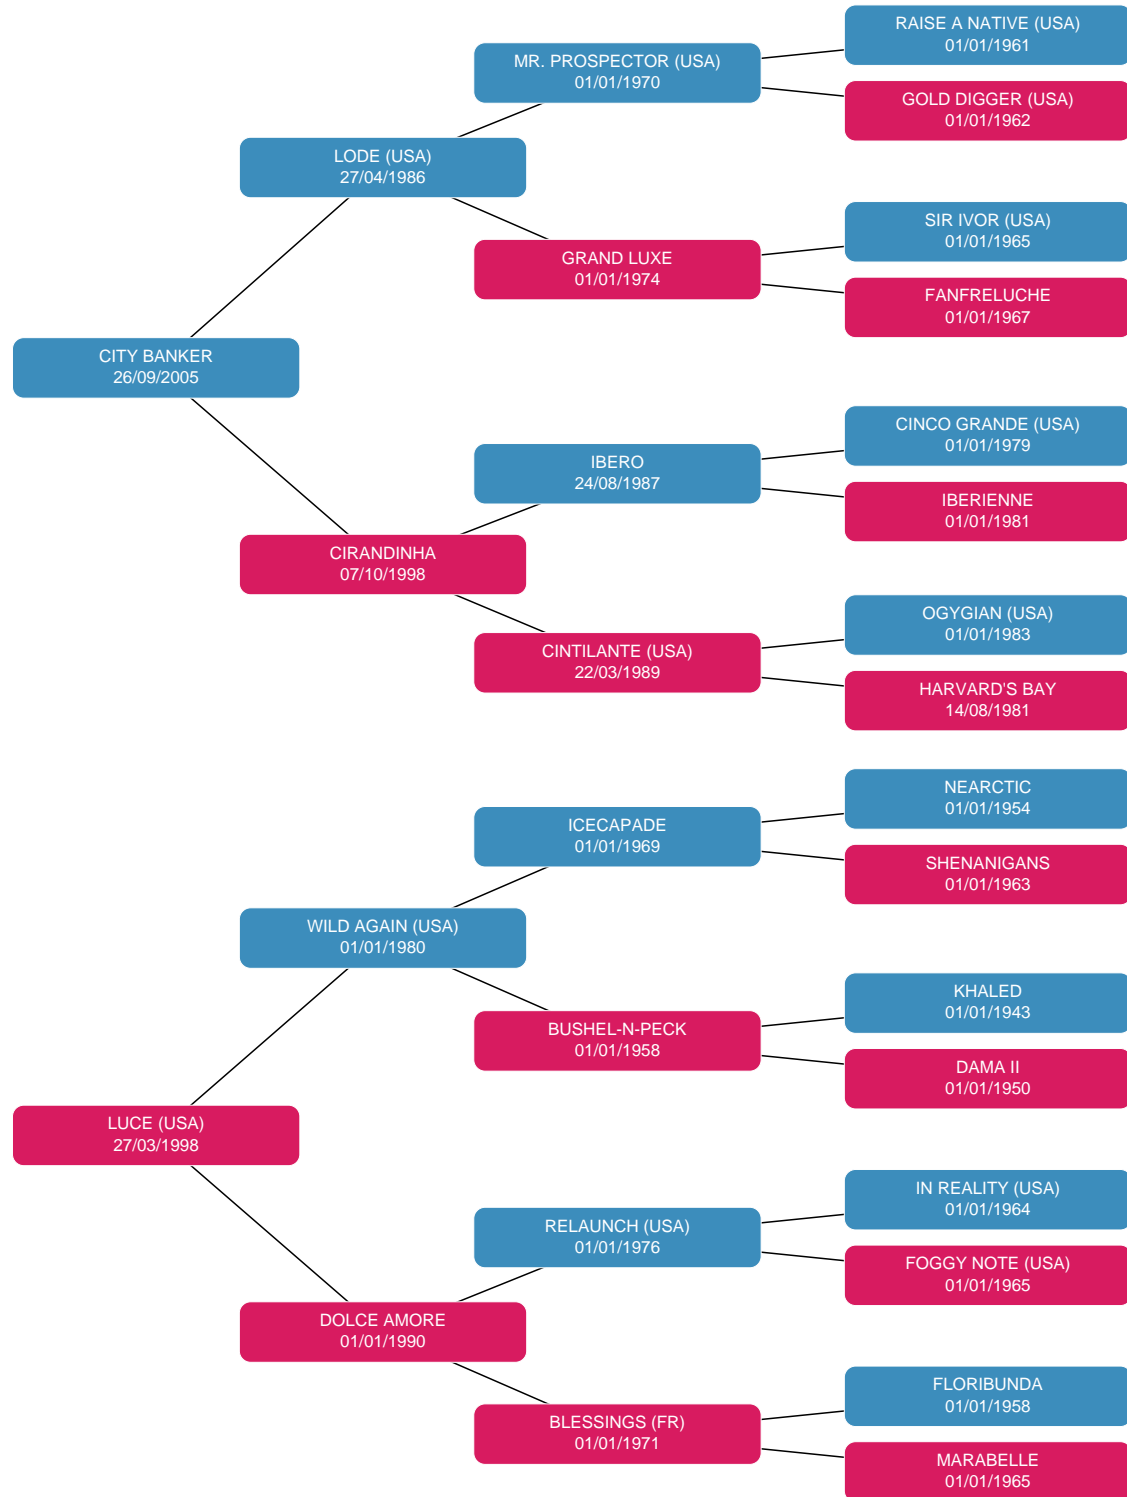 RAISE A NATIVE (USA)
01/01/1961
MR. PROSPECTOR (USA)
01/01/1970
GOLD DIGGER (USA)
01/01/1962
LODE (USA)
27/04/1986
SIR IVOR (USA)
01/01/1965
GRAND LUXE
01/01/1974
FANFRELUCHE
01/01/1967
CITY BANKER
26/09/2005
CINCO GRANDE (USA)
01/01/1979
IBERO
24/08/1987
IBERIENNE
01/01/1981
CIRANDINHA
07/10/1998
OGYGIAN (USA)
01/01/1983
CINTILANTE (USA)
22/03/1989
HARVARD'S BAY
14/08/1981
NEARCTIC
01/01/1954
ICECAPADE
01/01/1969
SHENANIGANS
01/01/1963
WILD AGAIN (USA)
01/01/1980
KHALED
01/01/1943
BUSHEL-N-PECK
01/01/1958
DAMA II
01/01/1950
LUCE (USA)
27/03/1998
IN REALITY (USA)
01/01/1964
RELAUNCH (USA)
01/01/1976
FOGGY NOTE (USA)
01/01/1965
DOLCE AMORE
01/01/1990
FLORIBUNDA
01/01/1958
BLESSINGS (FR)
01/01/1971
MARABELLE
01/01/1965